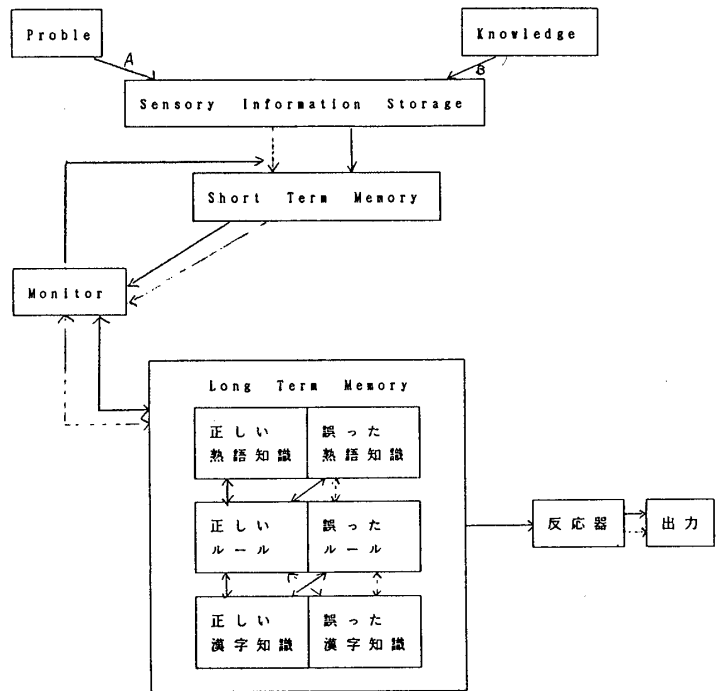 Proble
Knowledge
A
B
Sensory Information Storage
Short Term Memory
Monitor
Long Term Memory
正しい
熟語知識
誤った
熟語知識
正しい
ルール
誤った
ルール
正しい
漢字知識
誤った
漢字知識
反応器
出力